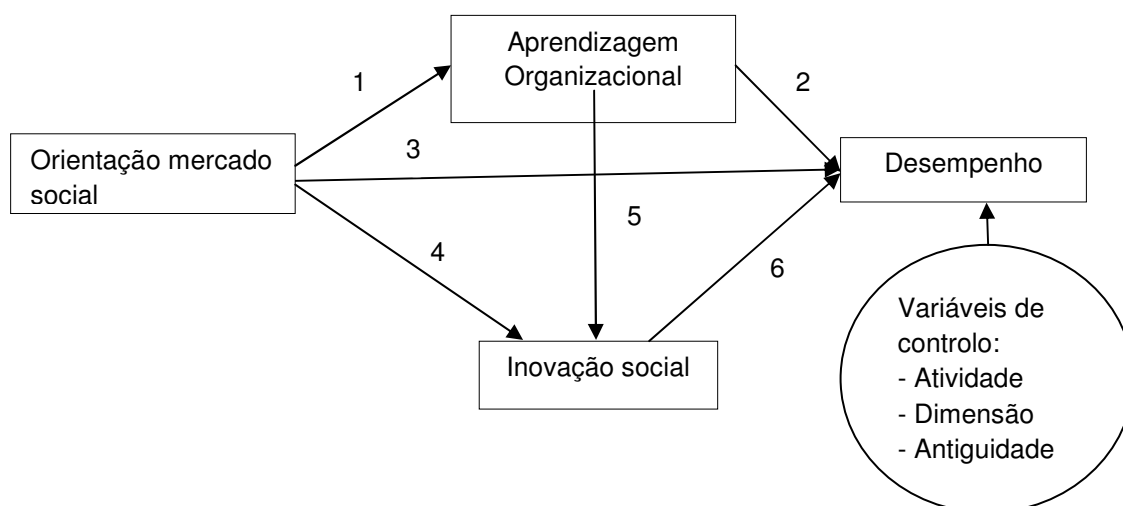 Aprendizagem
Organizacional
1
2
Orientação mercado
social
3
Desempenho
4
5
6
Inovação social
Variáveis de
controlo:
- Atividade
- Dimensão
- Antiguidade